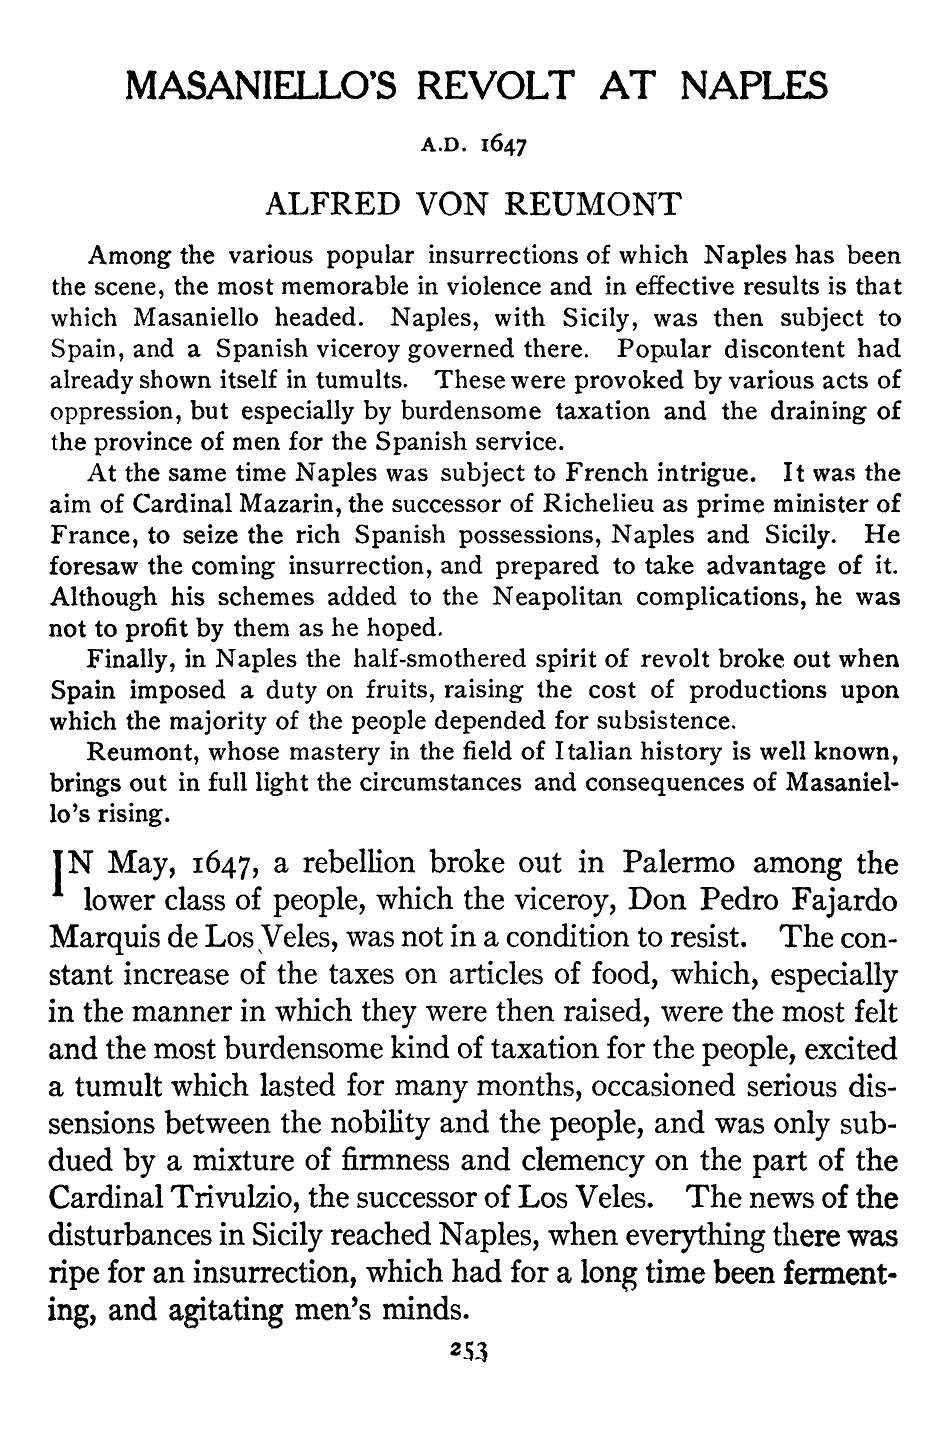 MASANIELLO'S REVOLT AT NAPLES
A.D. 1647
ALFRED VON REUMONT
Among the various popular insurrections of which Naples has been
the scene, the most memorable in violence and in effective results is that
which Masaniello headed. Naples, with Sicily, was then subject to
Spain, and a Spanish viceroy governed there. Popular discontent had
already shown itself in tumults. These were provoked by various acts of
oppression, but especially by burdensome taxation and the draining of
the province of men for the Spanish service.
At the same time Naples was subject to French intrigue. It was the
aim of Cardinal Mazarin, the successor of Richelieu as prime minister of
France, to seize the rich Spanish possessions, Naples and Sicily. He
foresaw the coming insurrection, and prepared to take advantage of it.
Although his schemes added to the Neapolitan complications, he was
not to profit by them as he hoped.
Finally, in Naples the half-smothered spirit of revolt broke out when
Spain imposed a duty on fruits, raising the cost of productions upon
which the majority of the people depended for subsistence.
Reumont, whose mastery in the field of Italian history is well known,
brings out in full light the circumstances and consequences of Masaniel-
lo's rising.
IN May, 1647, a rebellion broke out in Palermo among the
lower class of people, which the viceroy, Don Pedro Fajardo
Marquis de Los Veles, was not in a condition to resist. The con-
stant increase of the taxes on articles of food, which, especially
in the manner in which they were then raised, were the most felt
and the most burdensome kind of taxation for the people, excited
a tumult which lasted for many months, occasioned serious dis-
sensions between the nobility and the people, and was only sub-
dued by a mixture of firmness and clemency on the part of the
Cardinal Trivulzio, the successor of Los Veles. The news of the
disturbances in Sicily reached Naples, when everything there was
ripe for an insurrection, which had for a long time been ferment-
ing, and agitating men's minds.
253